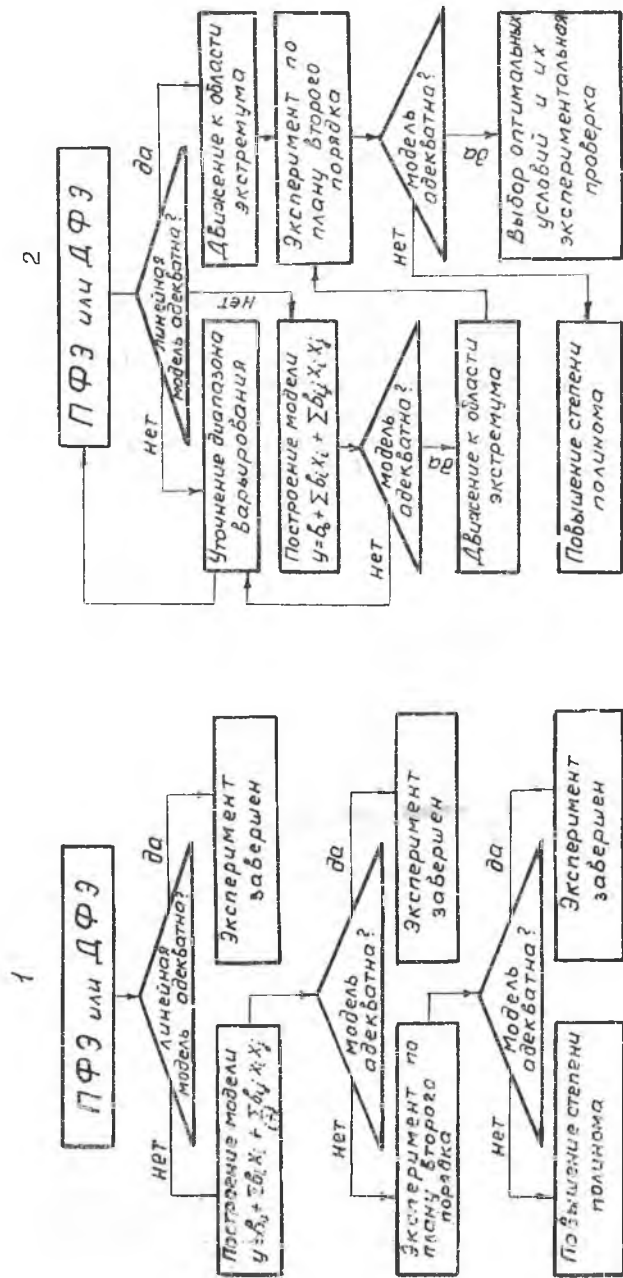 1
ПФЭ или ДФЭ
линейная
модель адекватна?
нет
да
Построение модели
y=b₀+Σbᵢxᵢ+Σbᵢⱼxᵢxⱼ
Эксперимент
завершен
модель
адекватна?
нет
да
Эксперимент по
плану второго
порядка
Эксперимент
завершен
Модель
адекватна?
нет
да
Повышение степени
полинома
Эксперимент
завершен
2
ПФЭ или ДФЭ
линейная
модель адекватна?
нет
да
нет
Уточнение диапазона
варьирования
Движение к области
экстремума
Построение модели
y=b₀+Σbᵢxᵢ+Σbᵢⱼxᵢxⱼ
Эксперимент по
плану второго
порядка
модель
адекватна?
нет
да
модель
адекватна?
нет
да
Движение к области
экстремума
Повышение степени
полинома
Выбор оптимальных
условий и их
экспериментальная
проверка